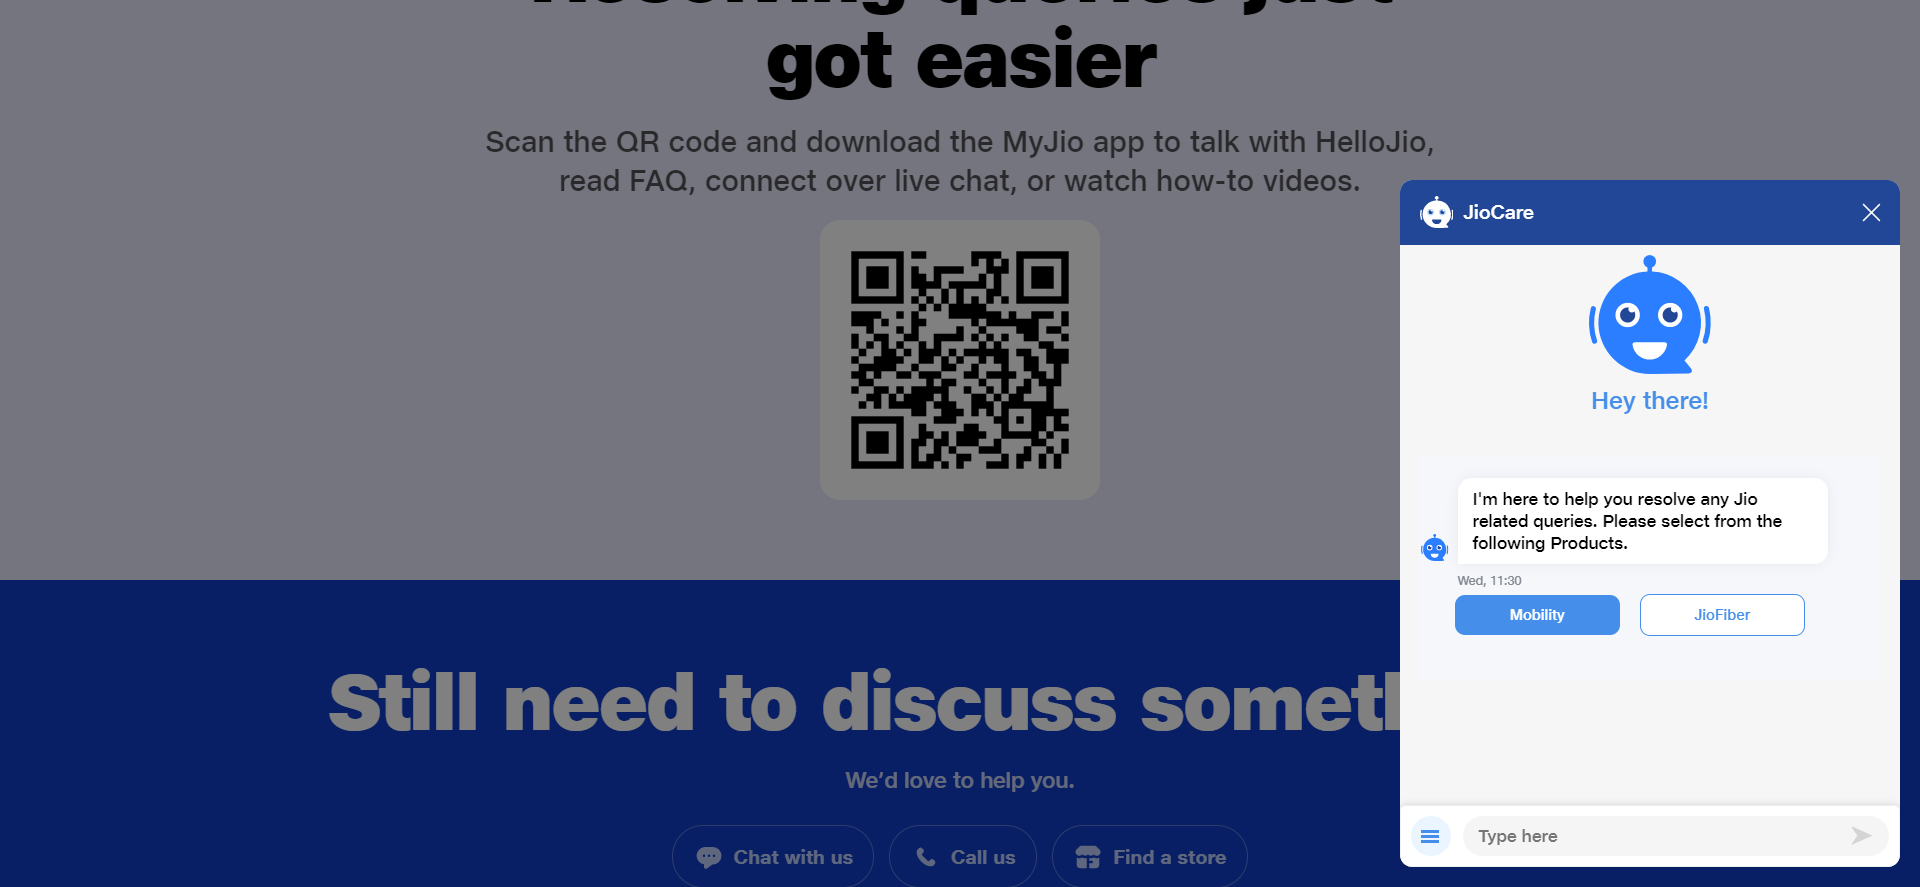 Resolving queries just
got easier
Scan the QR code and download the MyJio app to talk with HelloJio,
read FAQ, connect over live chat, or watch how-to videos.
Still need to discuss
We’d love to help you.
Chat with us
Call us
Find a store
JioCare
Hey there!
I'm here to help you resolve any Jio
related queries. Please select from the
following Products.
Wed, 11:30
Mobility
JioFiber
Type here